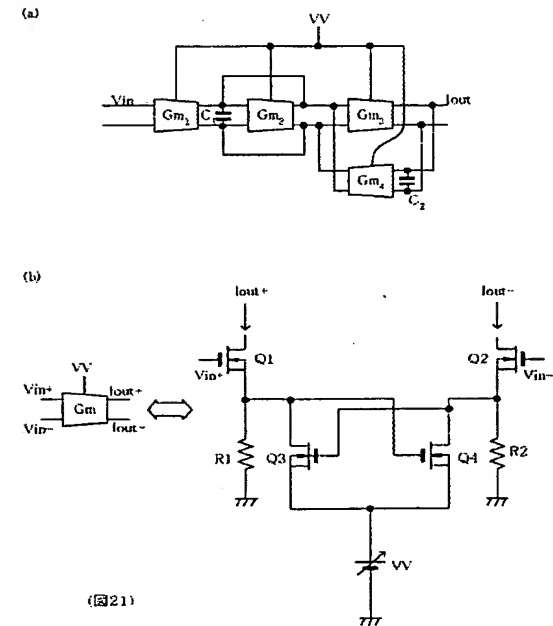 (a)
VV
Vin
Iout
Gm1
C1
Gm2
Gm3
Gm4
C2
(b)
Iout+
Iout-
Q1
Q2
Vin+
Vin-
VV
Vin+
Iout+
Gm
Vin-
Iout-
R1
Q3
Q4
R2
VV
(図21)